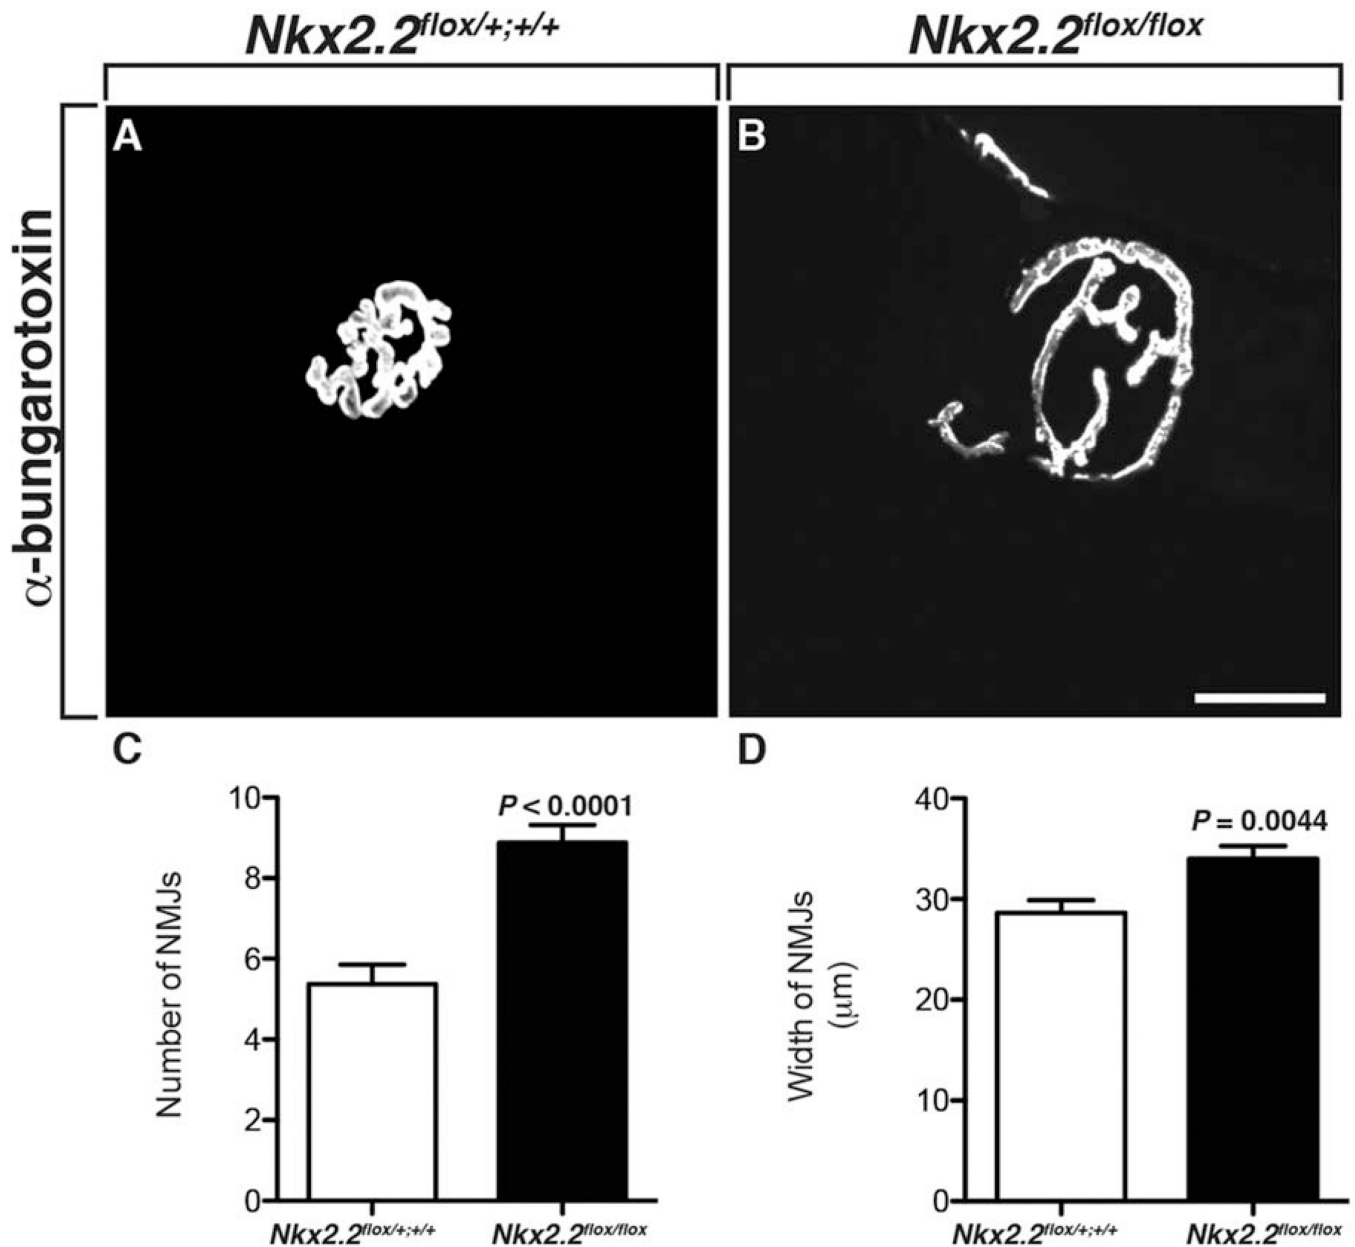 Nkx2.2flox/+;+/+
Nkx2.2flox/flox
α-bungarotoxin
A
B
C
D
10
8
6
4
2
0
Number of NMJs
P < 0.0001
Nkx2.2flox/+;+/+
Nkx2.2flox/flox
40
30
20
10
0
Width of NMJs
(μm)
P = 0.0044
Nkx2.2flox/+;+/+
Nkx2.2flox/flox